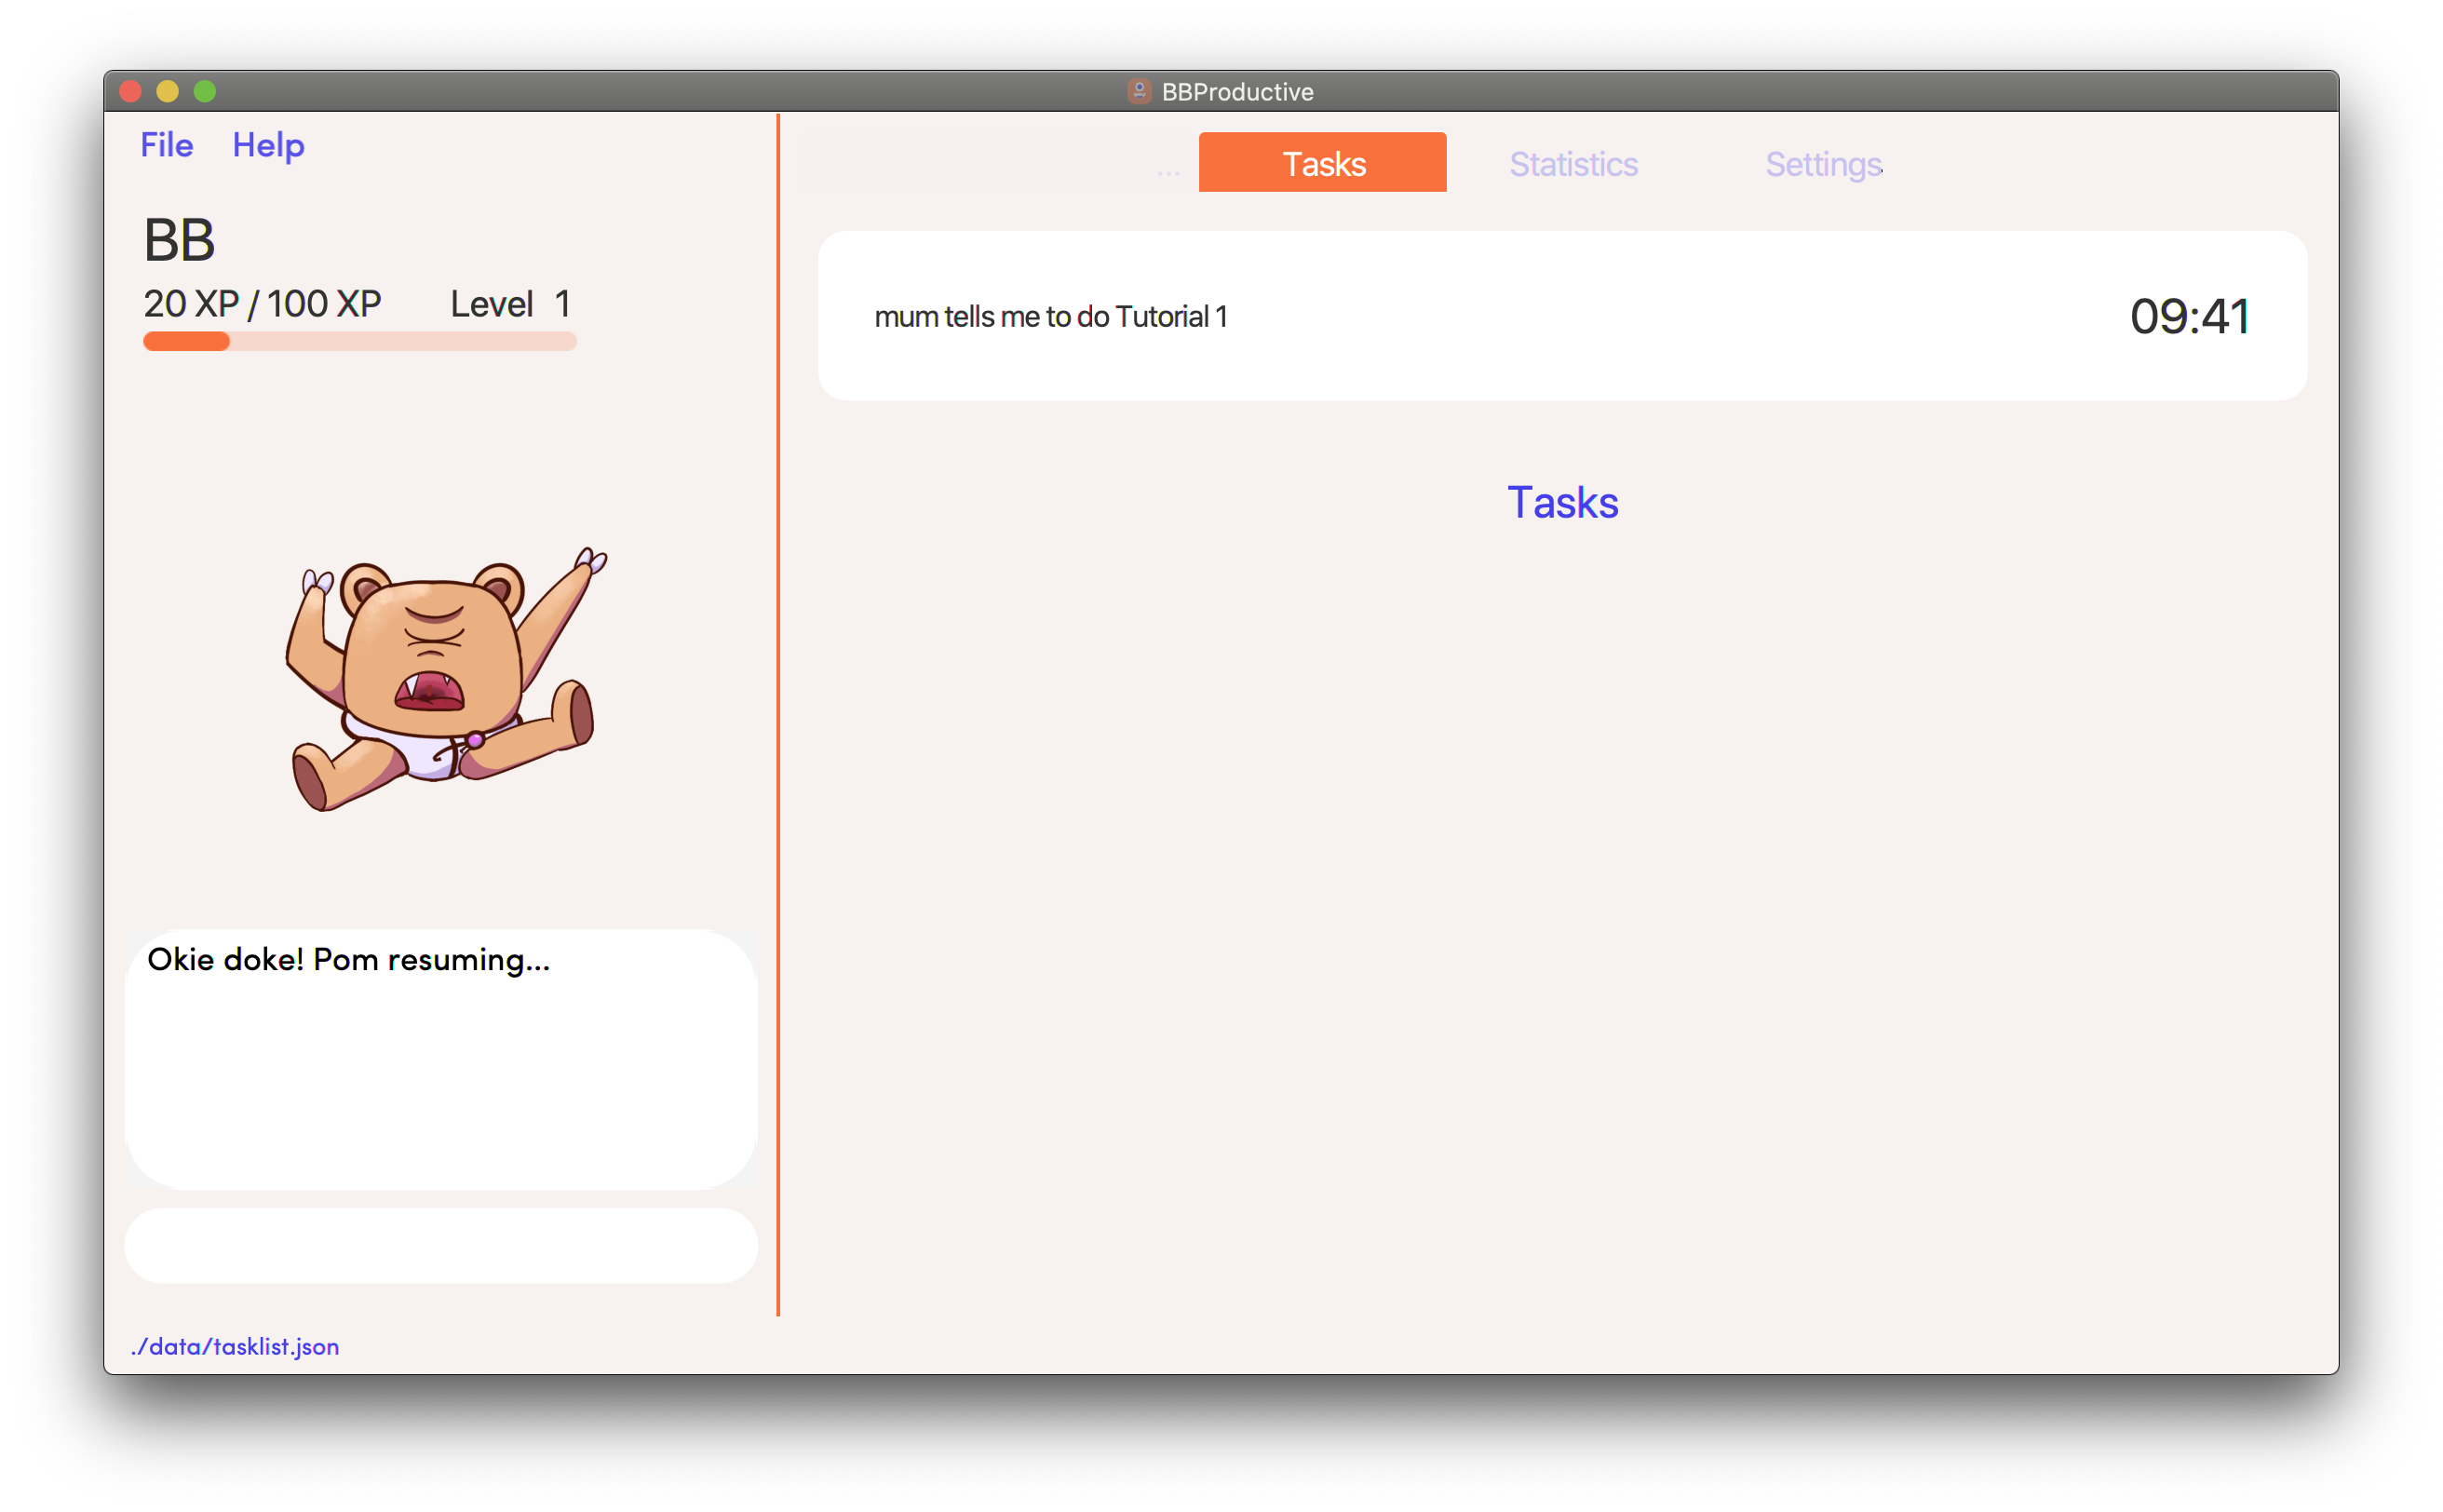 BBProductive
File Help
... Tasks Statistics Settings
BB
20 XP / 100 XP Level 1
mum tells me to do Tutorial 1 09:41
Tasks
Okie doke! Pom resuming...
./data/tasklist.json